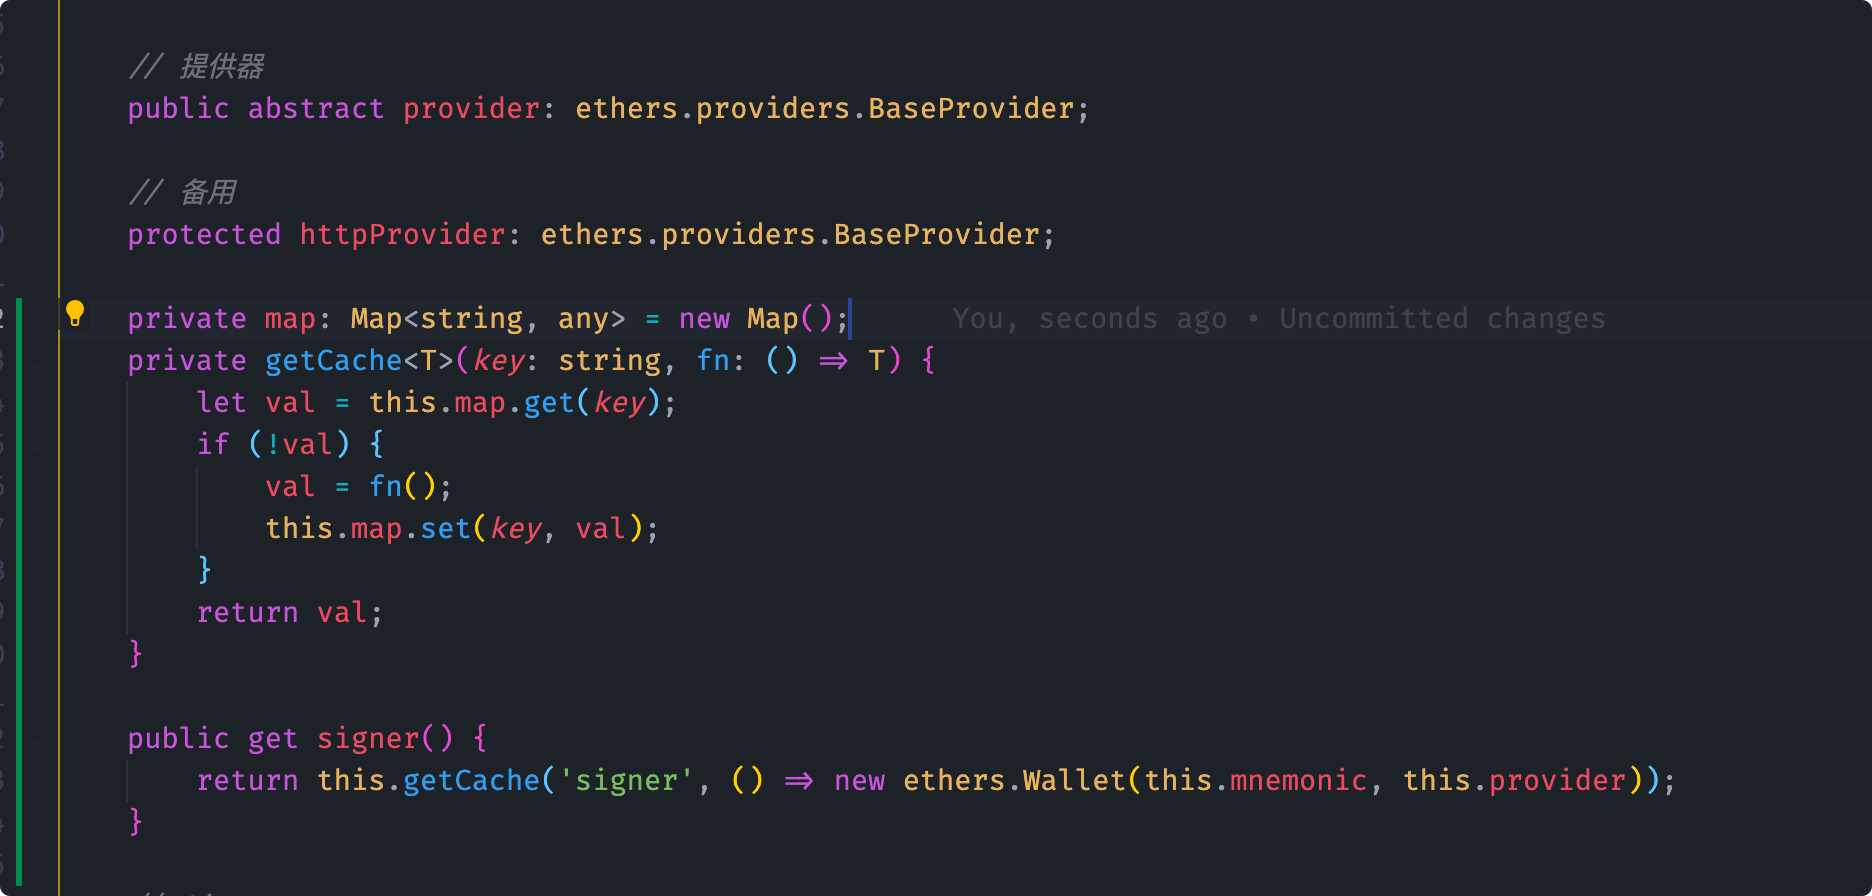 // 提供器
public abstract provider: ethers.providers.BaseProvider;
// 备用
protected httpProvider: ethers.providers.BaseProvider;
private map: Map<string, any> = new Map(); You, seconds ago • Uncommitted changes
private getCache<T>(key: string, fn: () => T) {
let val = this.map.get(key);
if (!val) {
val = fn();
this.map.set(key, val);
}
return val;
}
public get signer() {
return this.getCache('signer', () => new ethers.Wallet(this.mnemonic, this.provider));
}